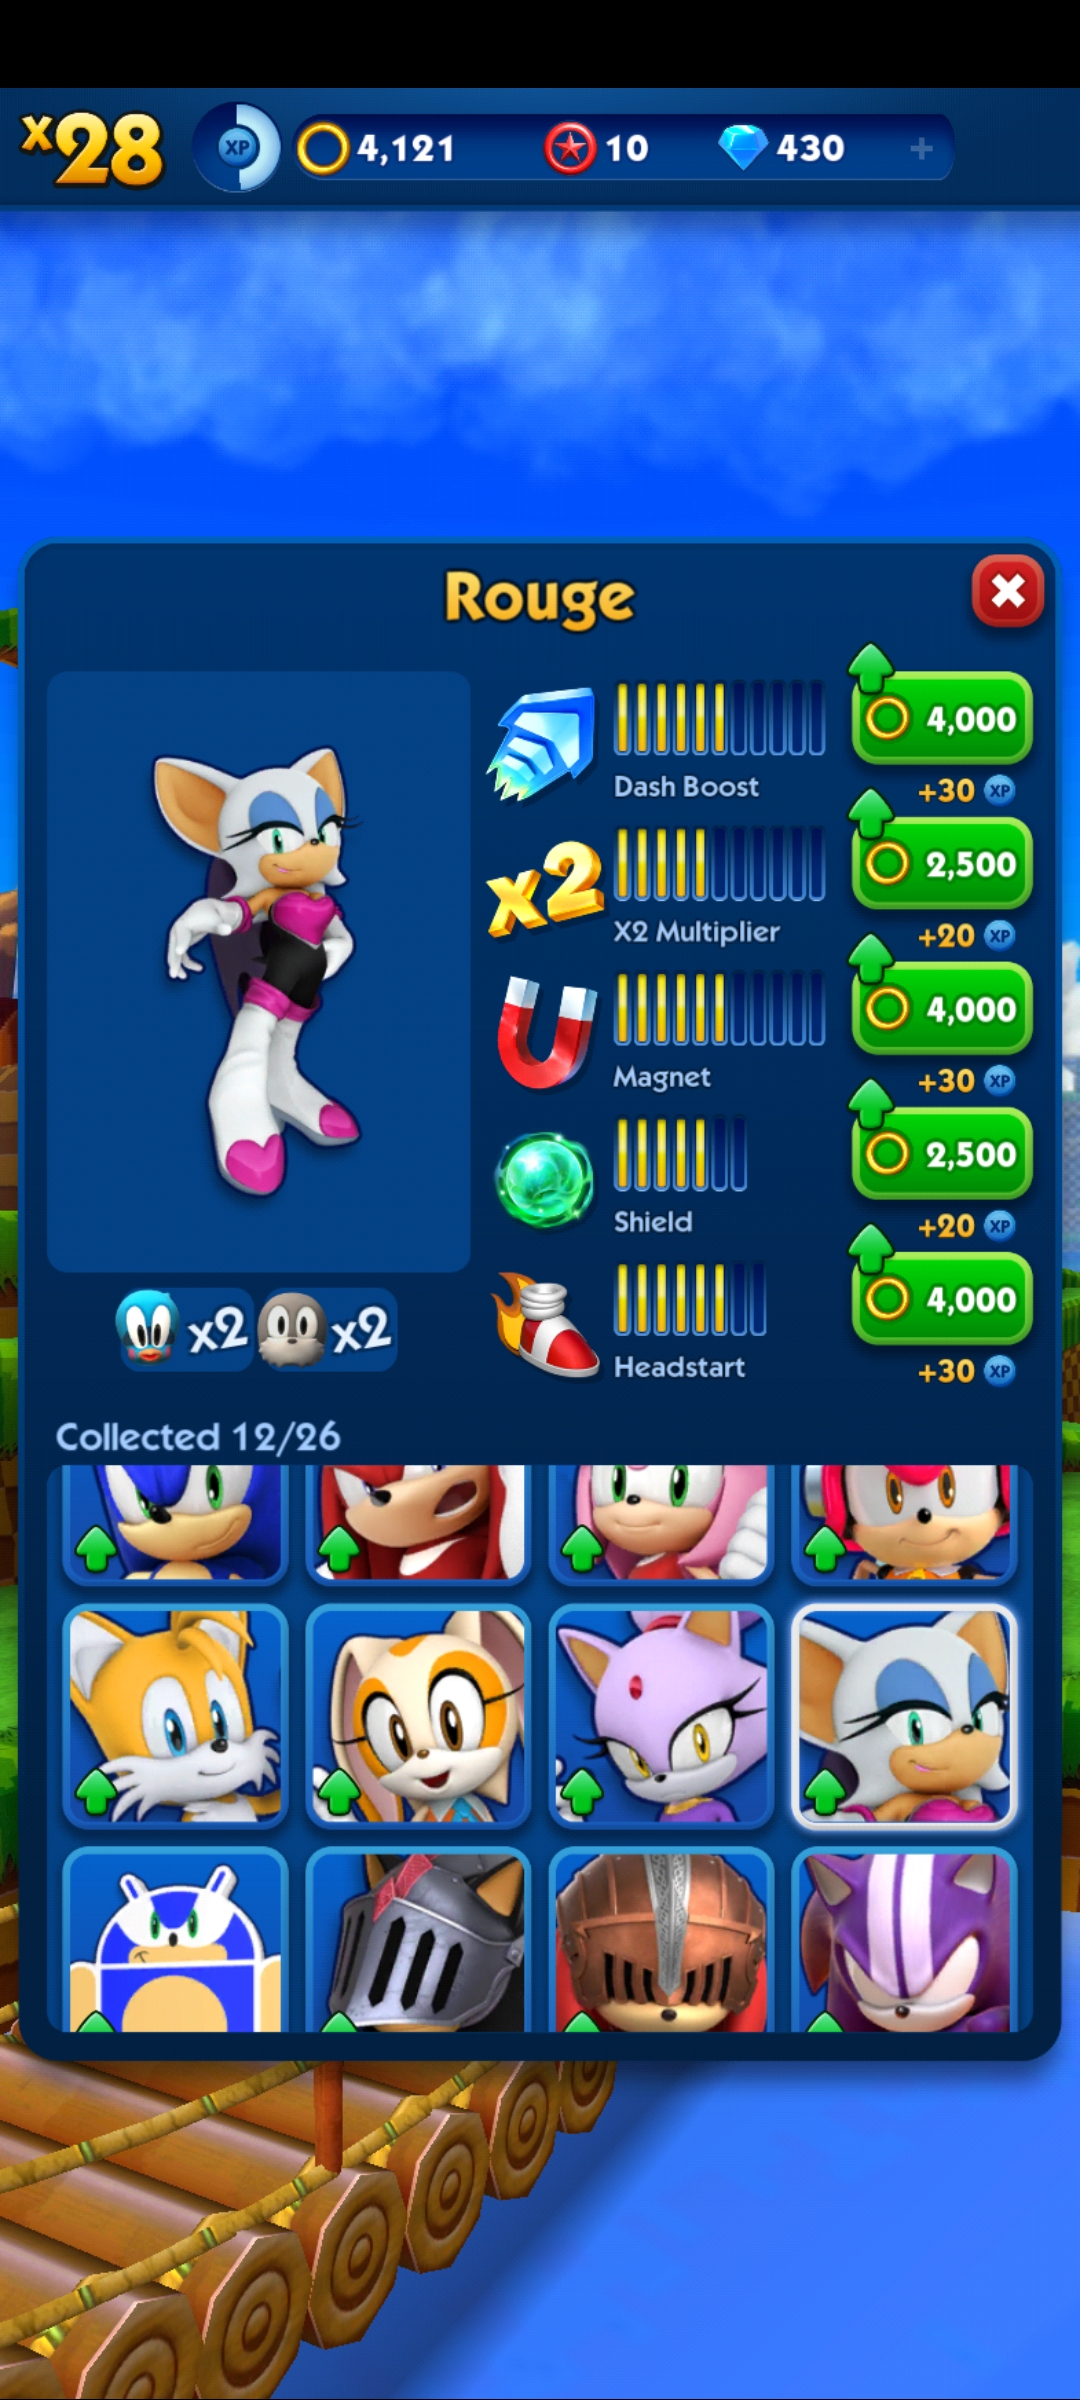 x28 XP 4,121 10 430 +
Rouge
4,000
Dash Boost
+30 XP
x2
2,500
X2 Multiplier
+20 XP
4,000
Magnet
+30 XP
2,500
Shield
+20 XP
x2 x2
4,000
Headstart
+30 XP
Collected 12/26